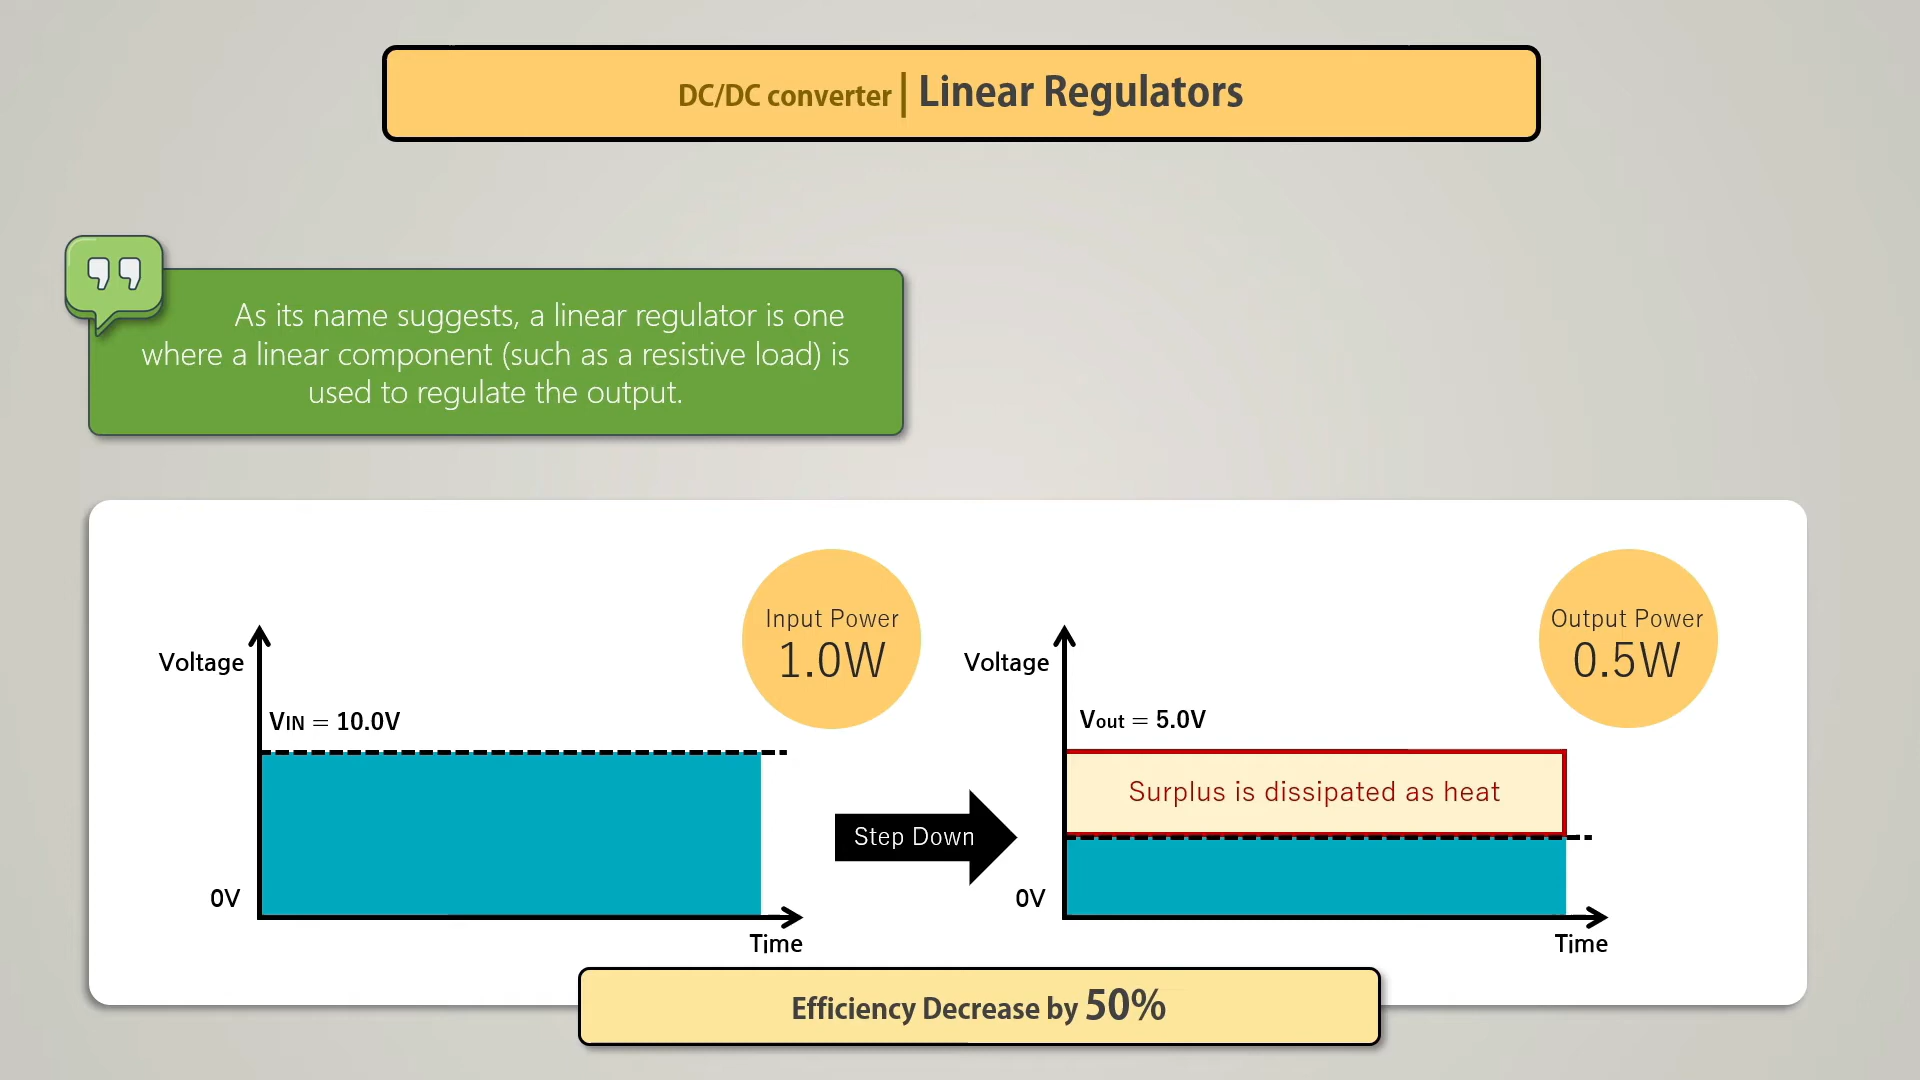 DC/DC converter | Linear Regulators
As its name suggests, a linear regulator is one
where a linear component (such as a resistive load) is
used to regulate the output.
Input Power
1.0W
Voltage
VIN = 10.0V
0V
Time
Step Down
Output Power
0.5W
Voltage
Vout = 5.0V
Surplus is dissipated as heat
0V
Time
Efficiency Decrease by 50%